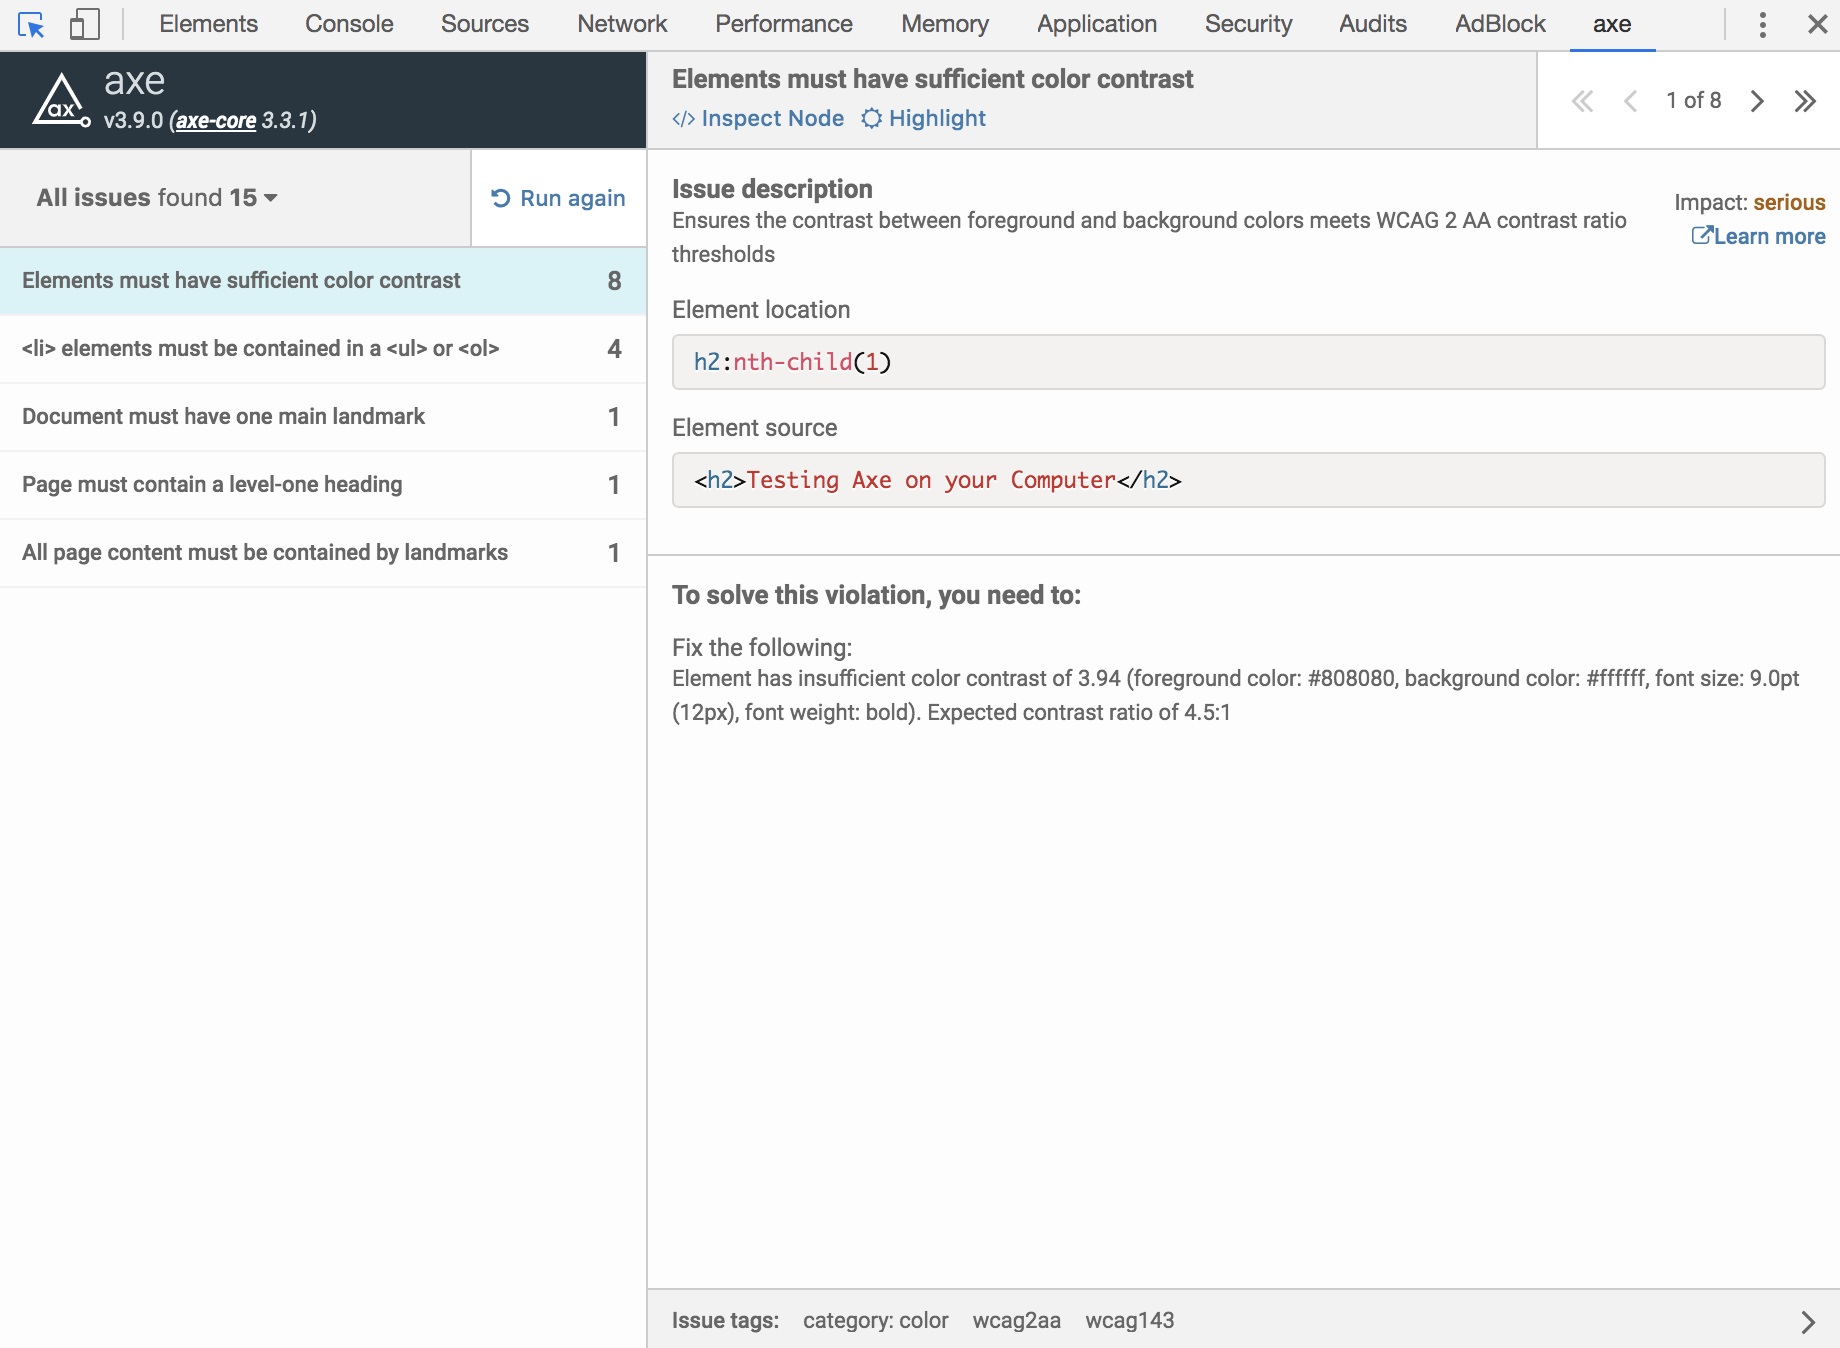 Elements Console Sources Network Performance Memory Application Security Audits AdBlock axe
ax
axe
v3.9.0 (axe-core 3.3.1)
Elements must have sufficient color contrast
</> Inspect Node Highlight
1 of 8
All issues found 15
Run again
Elements must have sufficient color contrast 8
<li> elements must be contained in a <ul> or <ol> 4
Document must have one main landmark 1
Page must contain a level-one heading 1
All page content must be contained by landmarks 1
Issue description
Ensures the contrast between foreground and background colors meets WCAG 2 AA contrast ratio
thresholds
Impact: serious
Learn more
Element location
h2:nth-child(1)
Element source
<h2>Testing Axe on your Computer</h2>
To solve this violation, you need to:
Fix the following:
Element has insufficient color contrast of 3.94 (foreground color: #808080, background color: #ffffff, font size: 9.0pt
(12px), font weight: bold). Expected contrast ratio of 4.5:1
Issue tags: category: color wcag2aa wcag143